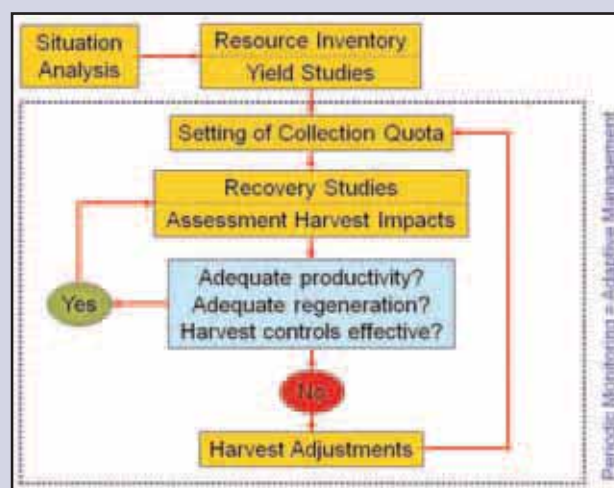 Situation
Analysis
Resource Inventory
Yield Studies
Setting of Collection Quota
Recovery Studies
Assessment Harvest Impacts
Adequate productivity?
Adequate regeneration?
Harvest controls effective?
Yes
No
Harvest Adjustments
Periodic Monitoring = Adaptive Management